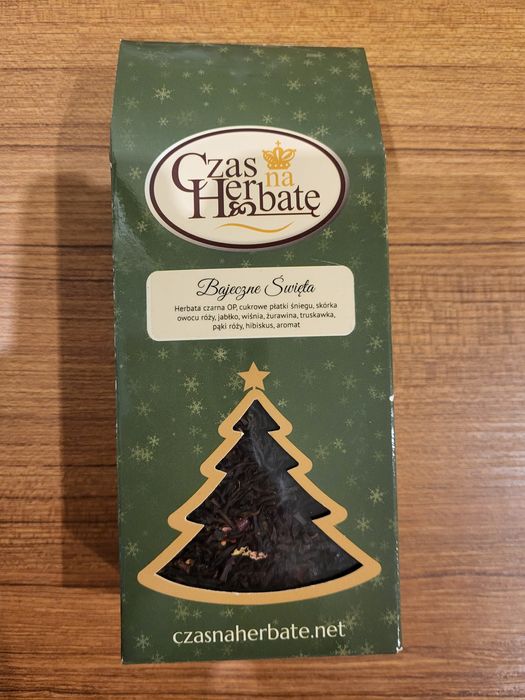 Czas
na
Herbatę
Bajeczne Święta
Herbata czarna OP, cukrowe płatki śniegu, skórka
owocu róży, jabłko, wiśnia, żurawina, truskawka,
pąki róży, hibiskus, aromat
czasnaherbate.net